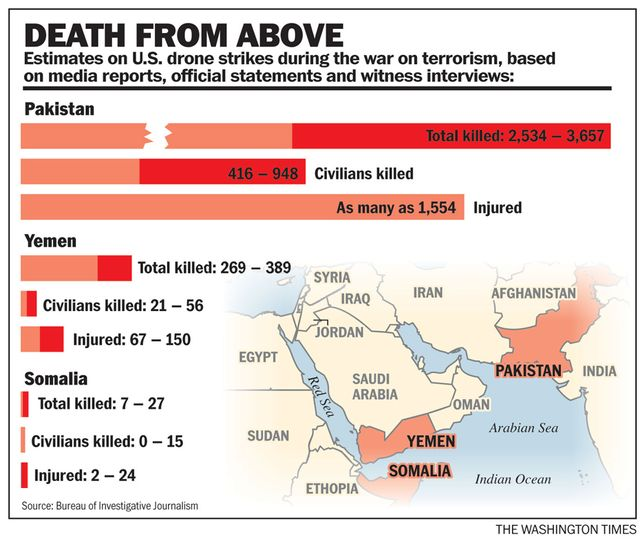 DEATH FROM ABOVE
Estimates on U.S. drone strikes during the war on terrorism, based
on media reports, official statements and witness interviews:
Pakistan
Total killed: 2,534 – 3,657
416 – 948 Civilians killed
As many as 1,554 Injured
Yemen
Total killed: 269 – 389
Civilians killed: 21 – 56
Injured: 67 – 150
Somalia
Total killed: 7 – 27
Civilians killed: 0 – 15
Injured: 2 – 24
SYRIA
IRAQ
IRAN
AFGHANISTAN
JORDAN
EGYPT
PAKISTAN
INDIA
SAUDI
ARABIA
Red Sea
OMAN
SUDAN
YEMEN
Arabian Sea
SOMALIA
Indian Ocean
ETHIOPIA
Source: Bureau of Investigative Journalism
THE WASHINGTON TIMES